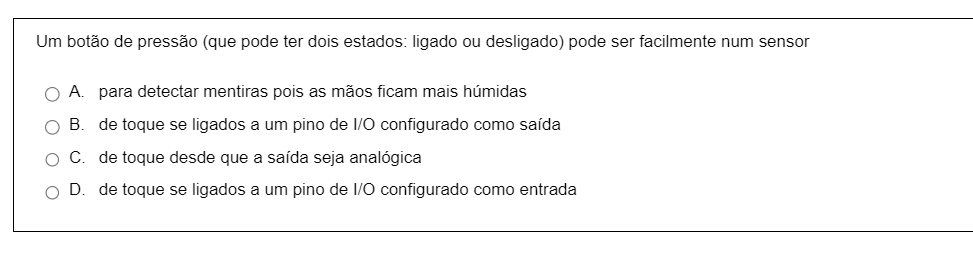 Um botão de pressão (que pode ter dois estados: ligado ou desligado) pode ser facilmente num sensor
A. para detectar mentiras pois as mãos ficam mais húmidas
B. de toque se ligados a um pino de I/O configurado como saída
C. de toque desde que a saída seja analógica
D. de toque se ligados a um pino de I/O configurado como entrada